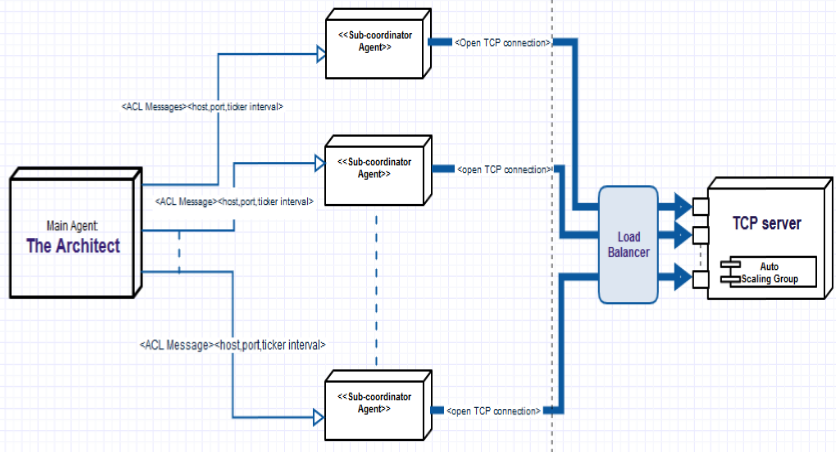 <<Sub-coordinator
Agent>>
<Open TCP connection>
<ACL Messages><host,port,ticker interval>
<<Sub-coordinator
Agent>>
<open TCP connection>
<ACL Message><host,port,ticker interval>
Main Agent:
The Architect
Load
Balancer
TCP server
Auto
Scaling Group
<ACL Message><host,port,ticker interval>
<<Sub-coordinator
Agent>>
<open TCP connection>